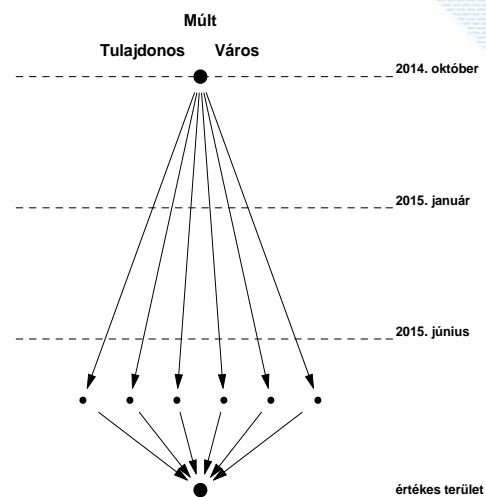 Múlt
Tulajdonos Város
2014. október
2015. január
2015. június
értékes terület